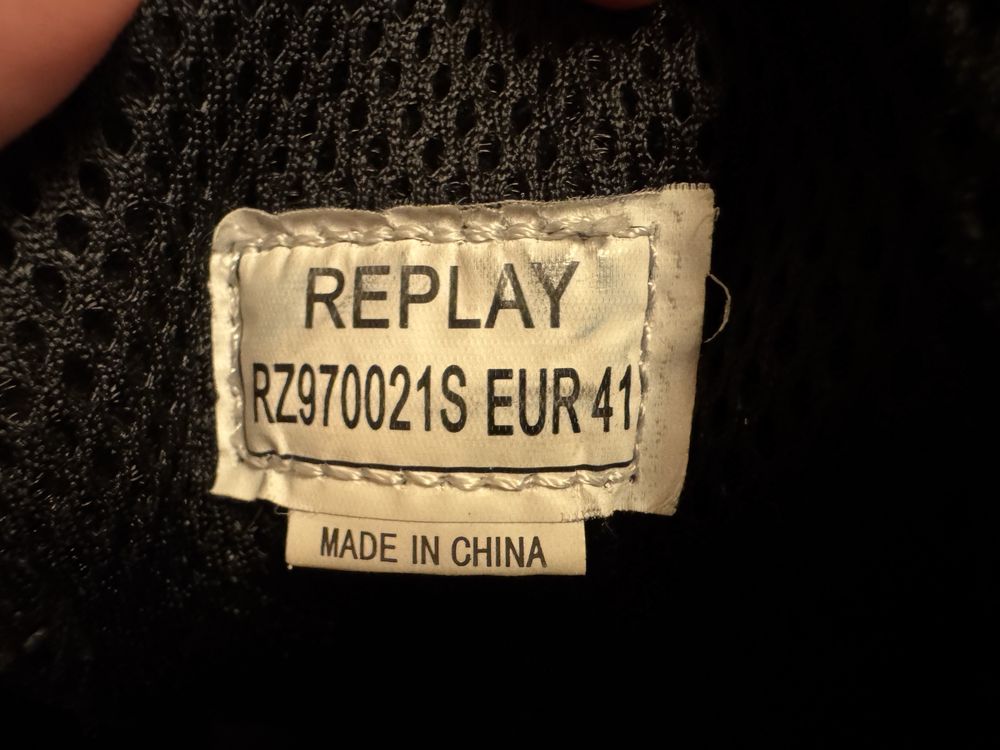 REPLAY
RZ970021S EUR 41
MADE IN CHINA